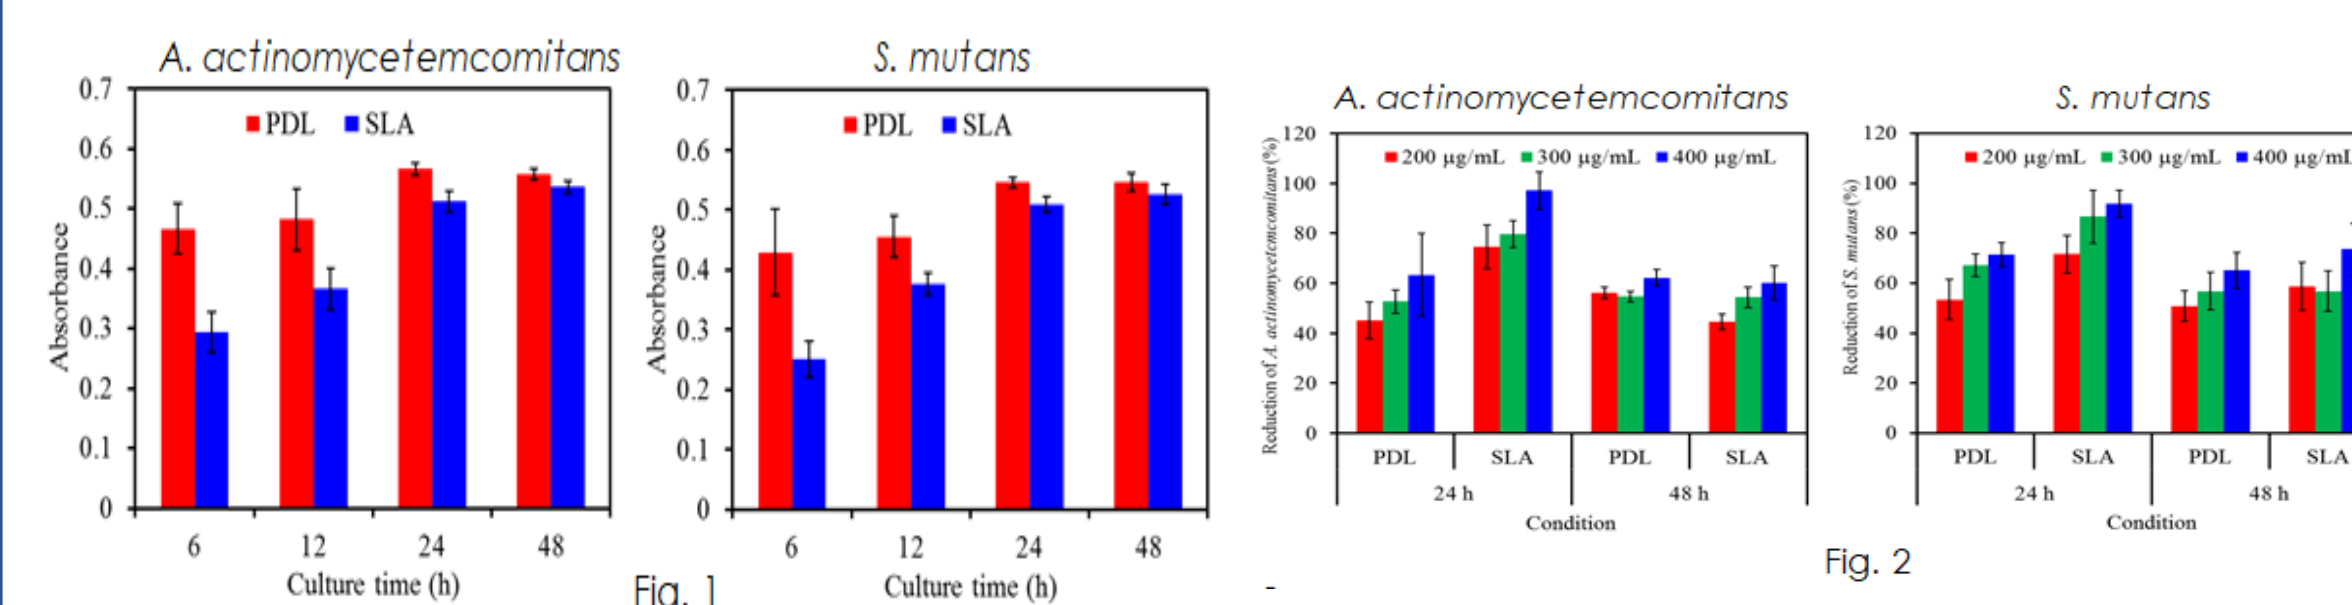 A. actinomycetemcomitans
0.7
0.6
0.5
0.4
0.3
0.2
0.1
0
Absorbance
PDL SLA
6 12 24 48
Culture time (h)
S. mutans
0.7
0.6
0.5
0.4
0.3
0.2
0.1
0
Absorbance
PDL SLA
6 12 24 48
Culture time (h)
Fig. 1
A. actinomycetemcomitans
120
100
80
60
40
20
0
Reduction of A. actinomycetemcomitans (%)
200 µg/mL 300 µg/mL 400 µg/mL
PDL SLA PDL SLA
24 h 48 h
Condition
S. mutans
120
100
80
60
40
20
0
Reduction of S. mutans (%)
200 µg/mL 300 µg/mL 400 µg/mL
PDL SLA PDL SLA
24 h 48 h
Condition
Fig. 2
-